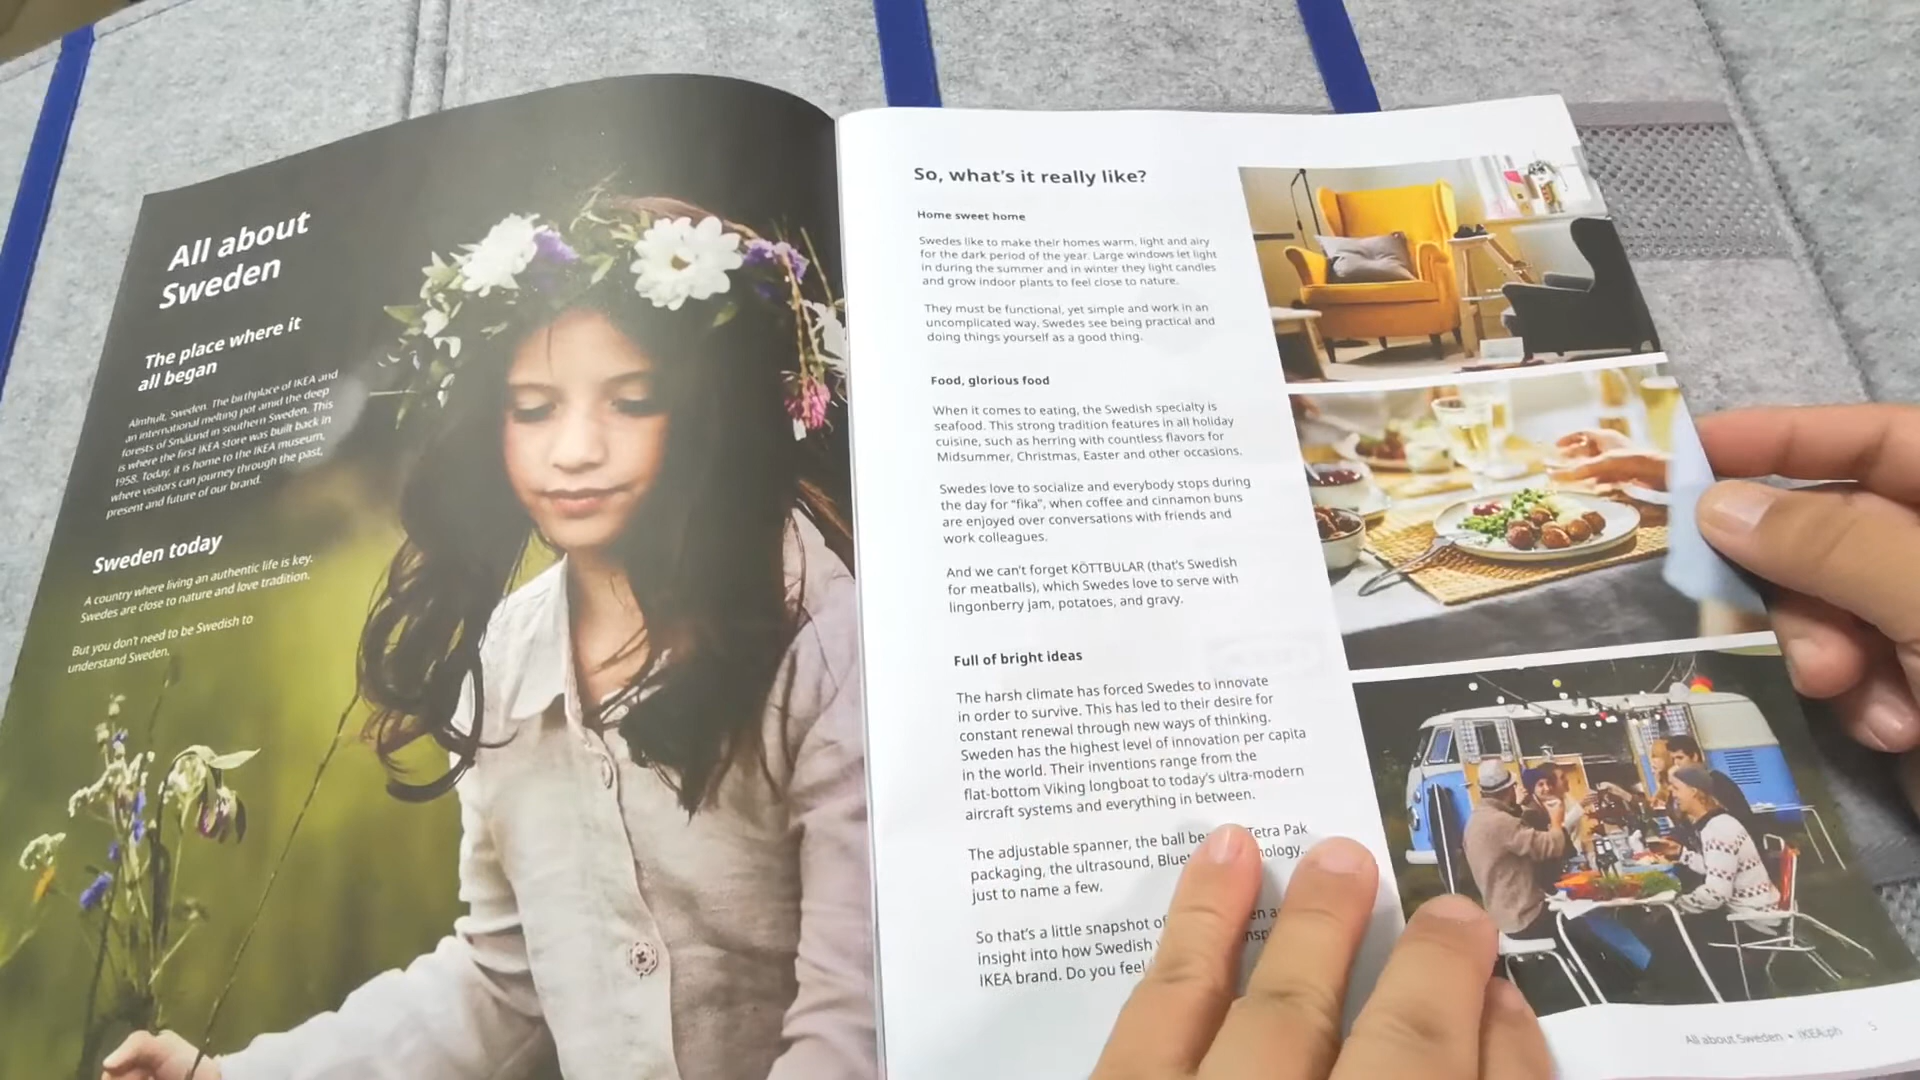 All about
Sweden
The place where it
all began
Älmhult, Sweden. The birthplace of IKEA and
an international melting pot amid the deep
forests of Småland in southern Sweden. This
is where the first IKEA store was built back in
1958. Today, it is home to the IKEA museum,
where visitors can journey through the past,
present and future of our brand.
Sweden today
A country where living an authentic life is key.
Swedes are close to nature and love tradition.
But you don't need to be Swedish to
understand Sweden.
So, what's it really like?
Home sweet home
Swedes like to make their homes warm, light and airy
for the dark period of the year. Large windows let light
in during the summer and in winter they light candles
and grow indoor plants to feel close to nature.
They must be functional, yet simple and work in an
uncomplicated way. Swedes see being practical and
doing things yourself as a good thing.
Food, glorious food
When it comes to eating, the Swedish specialty is
seafood. This strong tradition features in all holiday
cuisine, such as herring with countless flavors for
Midsummer, Christmas, Easter and other occasions.
Swedes love to socialize and everybody stops during
the day for "fika", when coffee and cinnamon buns
are enjoyed over conversations with friends and
work colleagues.
And we can't forget KÖTTBULAR (that's Swedish
for meatballs), which Swedes love to serve with
lingonberry jam, potatoes, and gravy.
Full of bright ideas
The harsh climate has forced Swedes to innovate
in order to survive. This has led to their desire for
constant renewal through new ways of thinking.
Sweden has the highest level of innovation per capita
in the world. Their inventions range from the
flat-bottom Viking longboat to today's ultra-modern
aircraft systems and everything in between.
The adjustable spanner, the ball Tetra Pak
packaging, the ultrasound,
just to name a few.
So that's a little snapshot of
insight into how Swedish
IKEA brand. Do you feel
All about Sweden • IKEA.ph 5